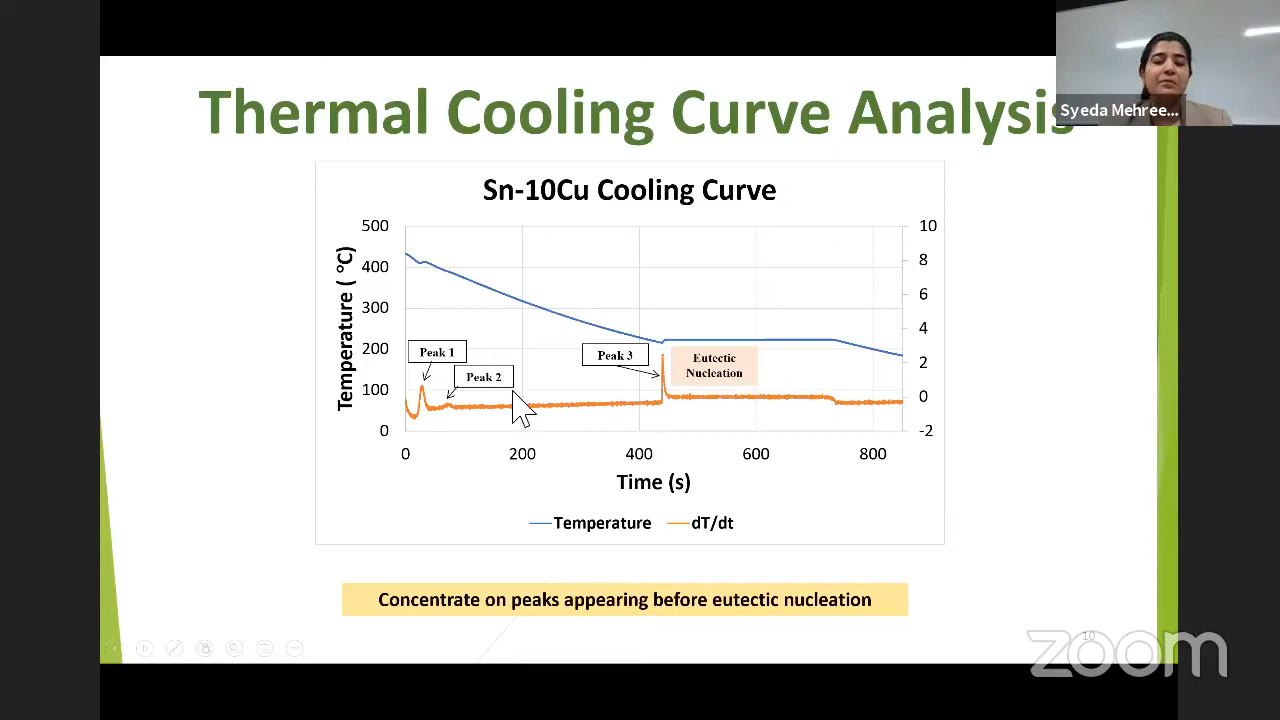 Thermal Cooling Curve Analysis
Syeda Mehree...
Sn-10Cu Cooling Curve
500
400
300
200
100
0
Temperature ( °C)
10
8
6
4
2
0
-2
Peak 1
Peak 2
Peak 3
Eutectic
Nucleation
0 200 400 600 800
Time (s)
Temperature dT/dt
Concentrate on peaks appearing before eutectic nucleation
10
zoom